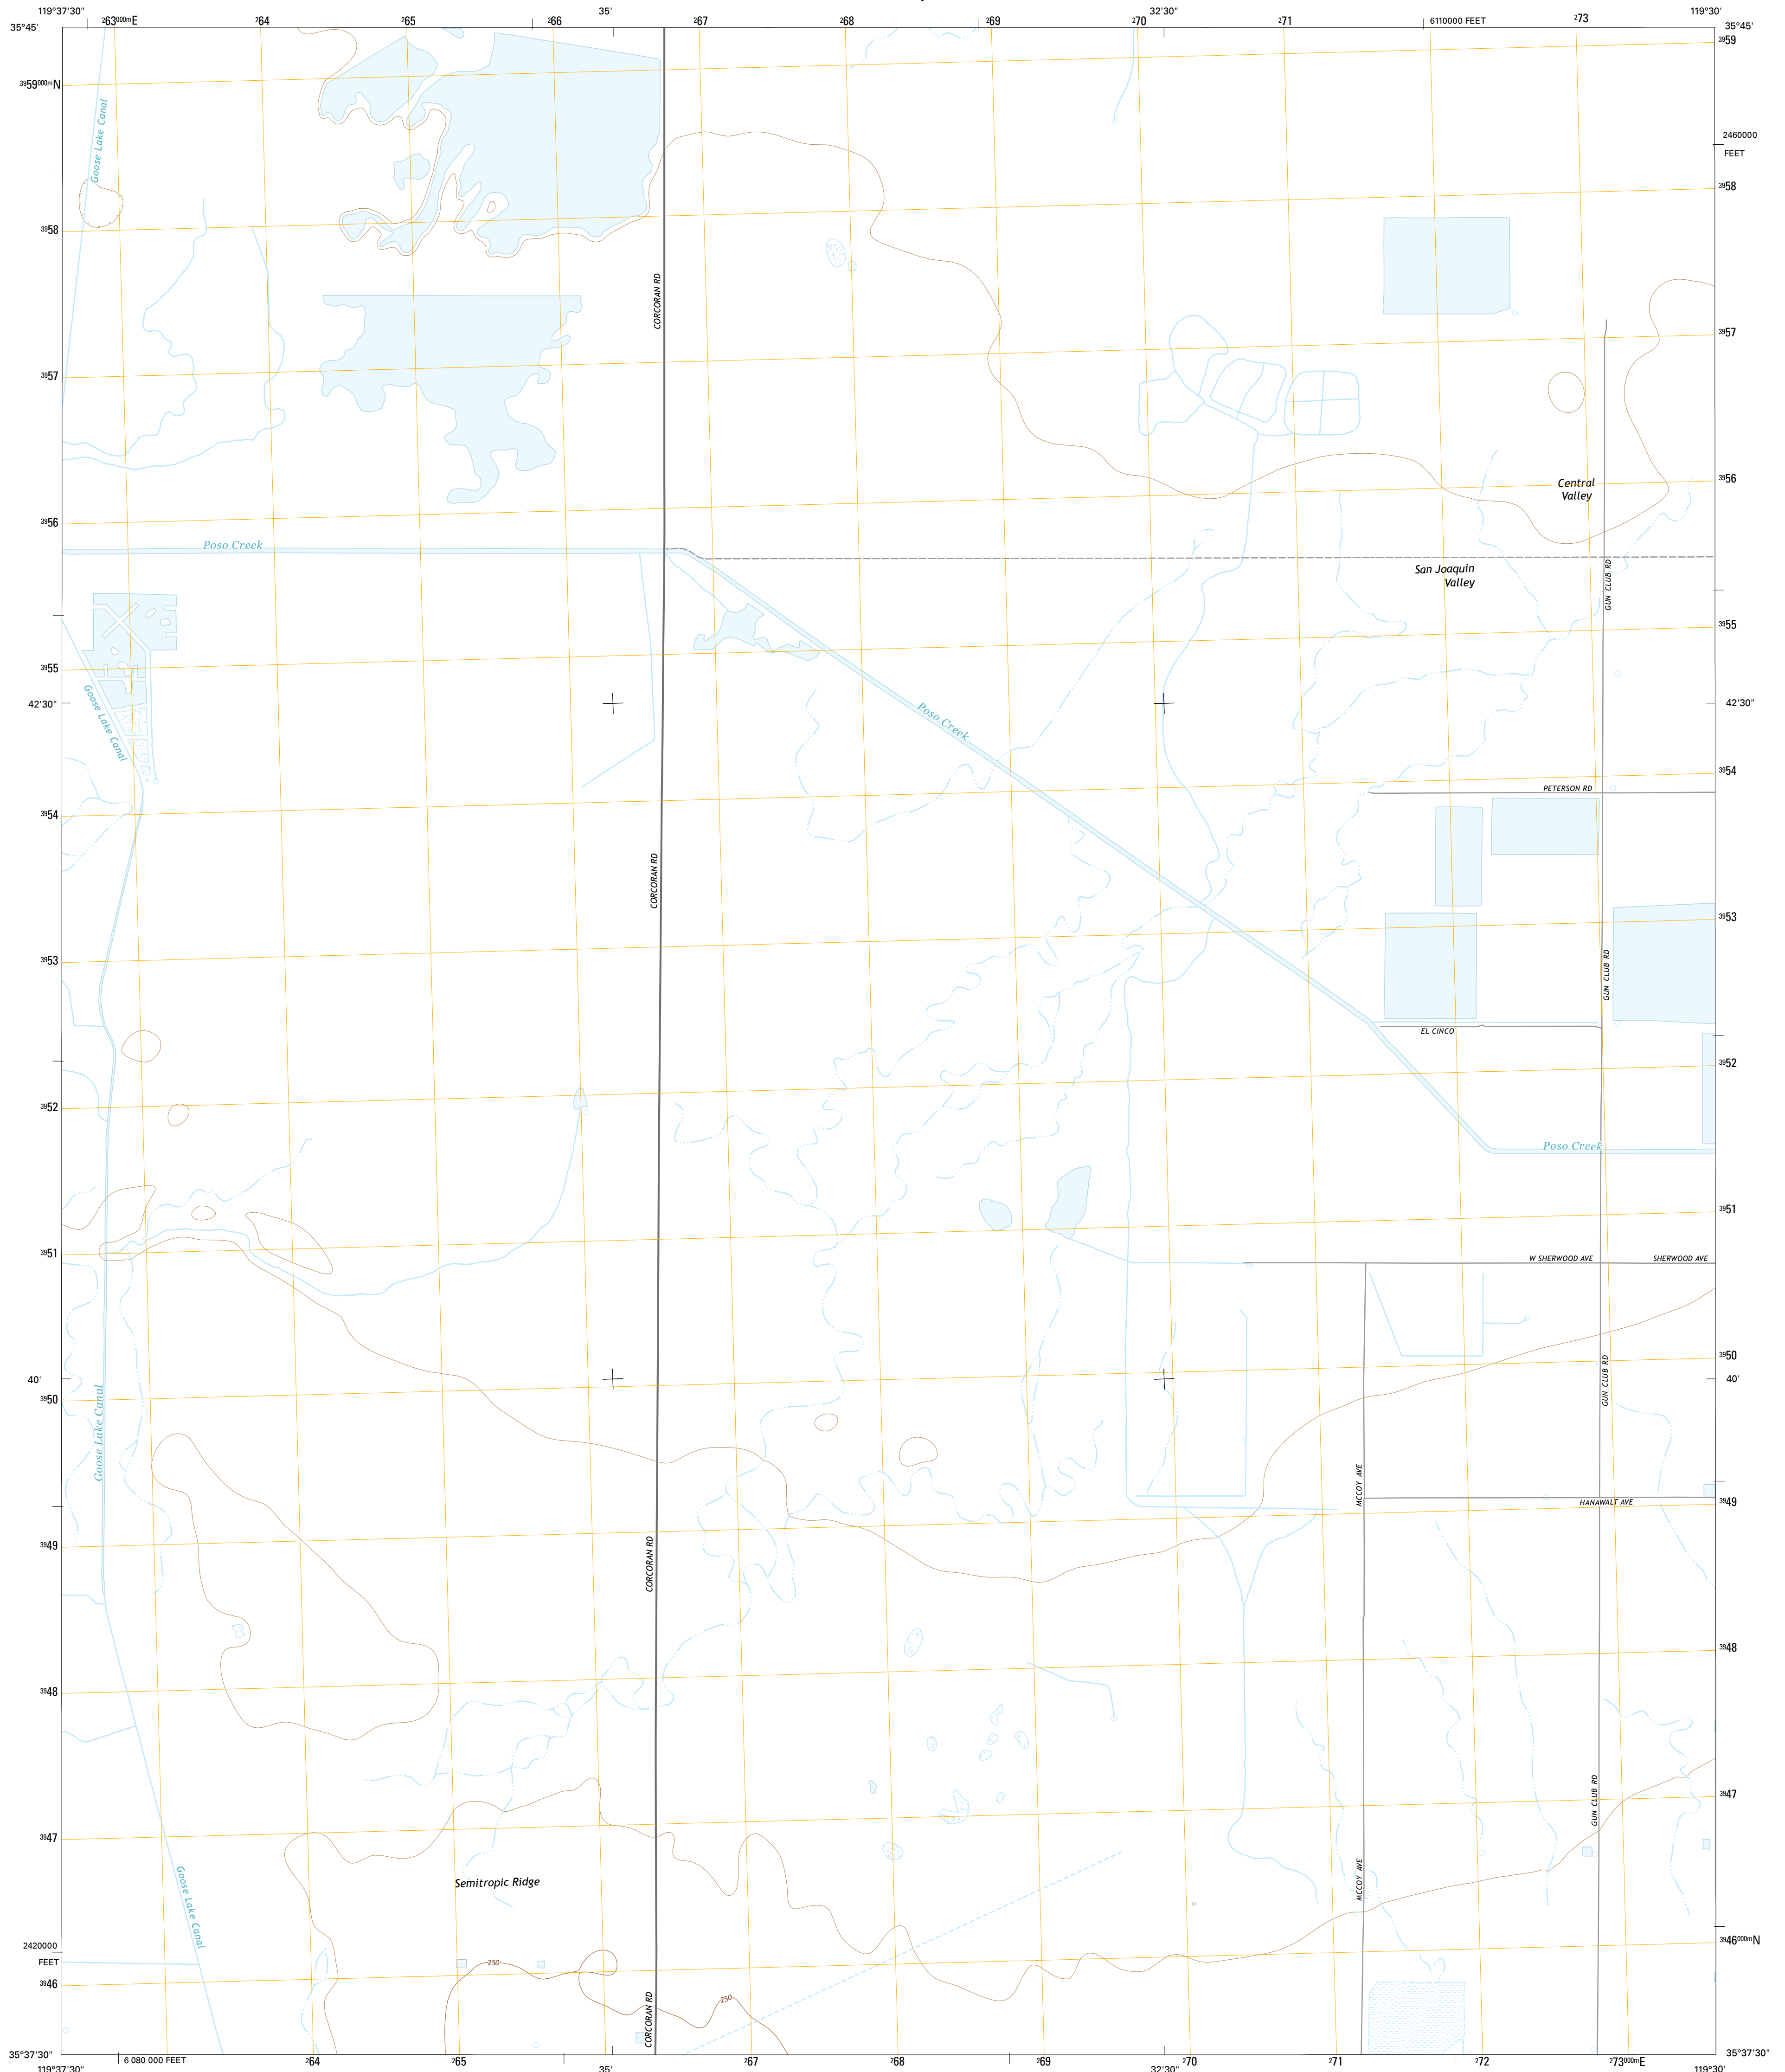 119°37'30"
²63⁰⁰⁰ᵐE
²64
²65
²66
35'
²67
²68
²69
²70
32'30"
²71
6110000 FEET
²73
119°30'
35°45'
35°45'
³⁹59
³⁹59⁰⁰⁰ᵐN
Goose Lake Canal
2460000
FEET
³⁹58
³⁹58
CORCORAN RD
³⁹57
³⁹57
Central
Valley
³⁹56
³⁹56
Poso Creek
San Joaquin
Valley
GUN CLUB RD
³⁹55
³⁹55
Goose Lake Canal
42'30"
Poso Creek
42'30"
³⁹54
PETERSON RD
³⁹54
CORCORAN RD
³⁹53
³⁹53
GUN CLUB RD
EL CINCO
³⁹52
³⁹52
Poso Creek
³⁹51
³⁹51
W SHERWOOD AVE
SHERWOOD AVE
³⁹50
40'
40'
GUN CLUB RD
³⁹50
Goose Lake Canal
MCCOY AVE
HANAWALT AVE
³⁹49
³⁹49
CORCORAN RD
³⁹48
³⁹48
³⁹47
GUN CLUB RD
³⁹47
Semitropic Ridge
MCCOY AVE
Goose Lake Canal
³⁹46⁰⁰⁰ᵐN
2420000
FEET
250
³⁹46
250
CORCORAN RD
35°37'30"
35°37'30"
6 080 000 FEET
²64
²65
35'
²67
²68
²69
²70
²71
²72
²73⁰⁰⁰ᵐE
119°37'30"
32'30"
119°30'